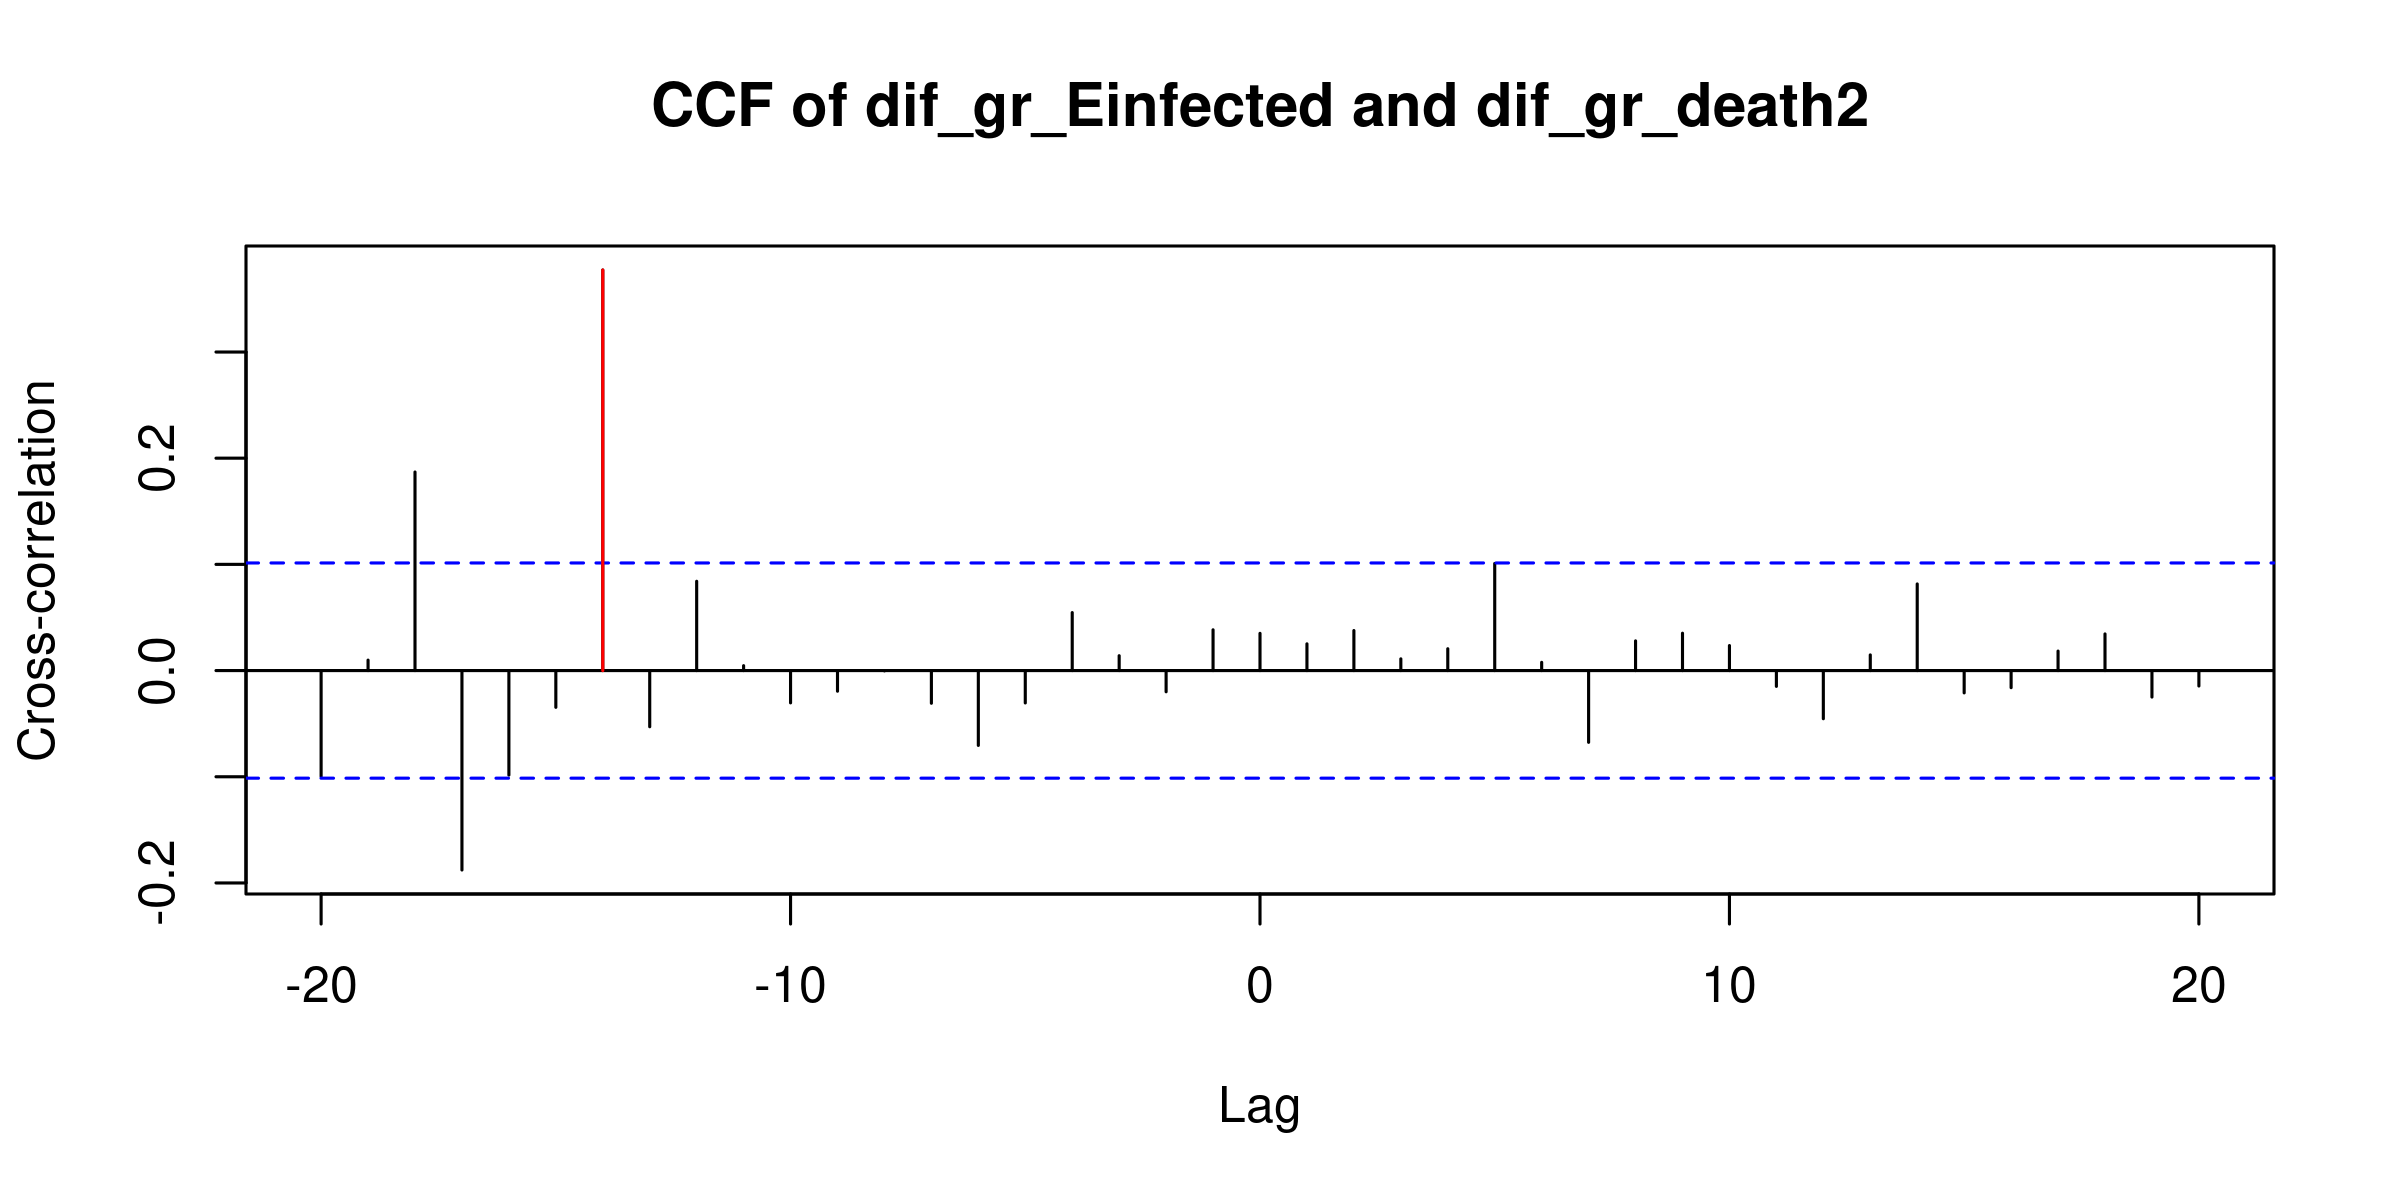 CCF of dif_gr_Einfected and dif_gr_death2
Cross-correlation
0.2
0.0
-0.2
-20 -10 0 10 20
Lag